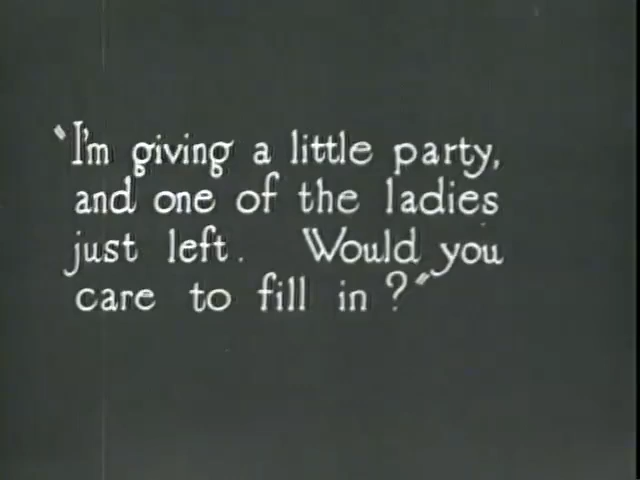 "I'm giving a little party,
and one of the ladies
just left. Would you
care to fill in?"